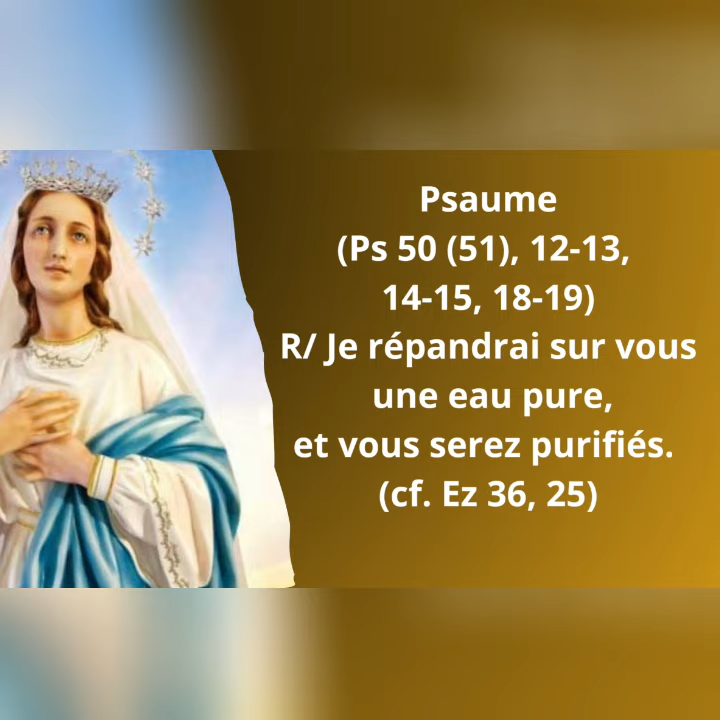 Psaume
(Ps 50 (51), 12-13,
14-15, 18-19)
R/ Je répandrai sur vous
une eau pure,
et vous serez purifiés.
(cf. Ez 36, 25)